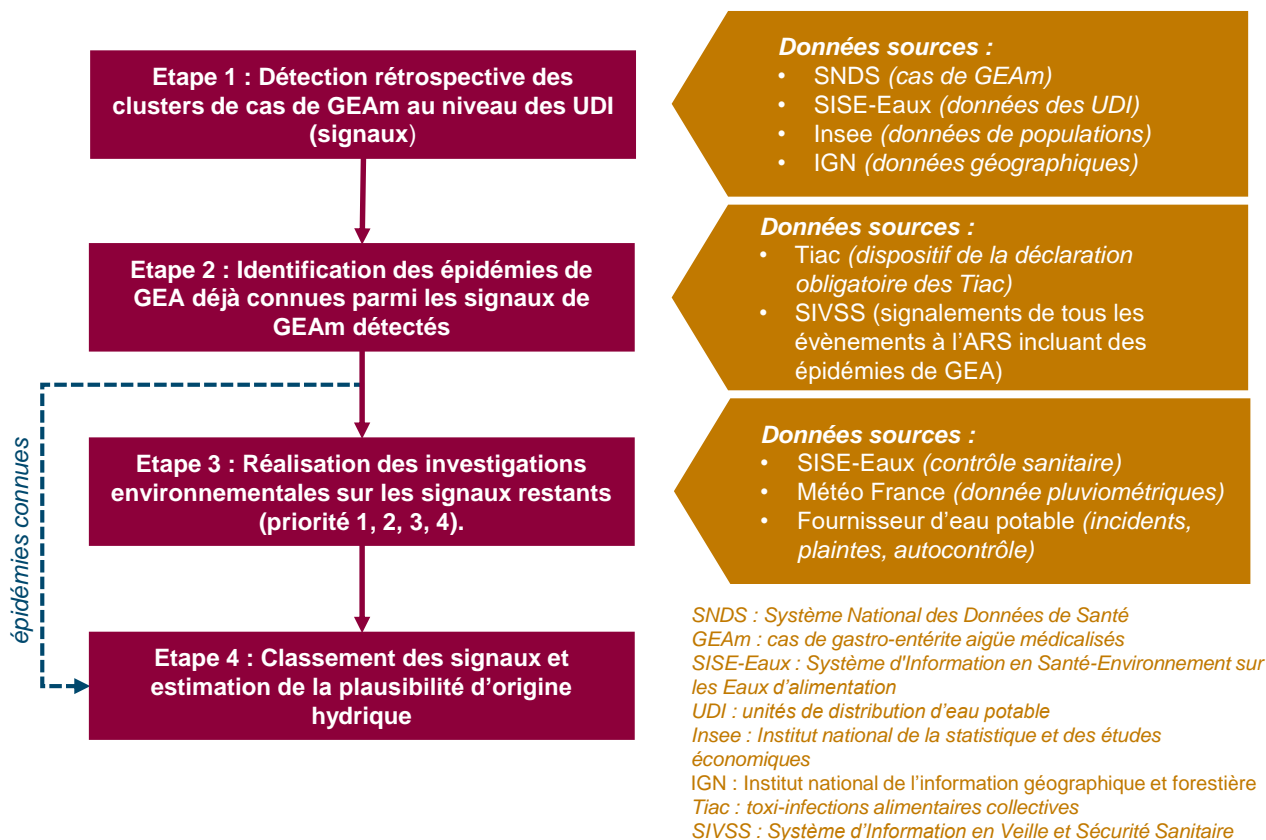 Etape 1 : Détection rétrospective des
clusters de cas de GEAm au niveau des UDI
(signaux)
Données sources :
• SNDS (cas de GEAm)
• SISE-Eaux (données des UDI)
• Insee (données de populations)
• IGN (données géographiques)
Etape 2 : Identification des épidémies de
GEA déjà connues parmi les signaux de
GEAm détectés
Données sources :
• Tiac (dispositif de la déclaration
obligatoire des Tiac)
• SIVSS (signalements de tous les
évènements à l’ARS incluant des
épidémies de GEA)
épidémies connues
Etape 3 : Réalisation des investigations
environnementales sur les signaux restants
(priorité 1, 2, 3, 4).
Données sources :
• SISE-Eaux (contrôle sanitaire)
• Météo France (donnée pluviométriques)
• Fournisseur d’eau potable (incidents,
plaintes, autocontrôle)
Etape 4 : Classement des signaux et
estimation de la plausibilité d’origine
hydrique
SNDS : Système National des Données de Santé
GEAm : cas de gastro-entérite aigüe médicalisés
SISE-Eaux : Système d'Information en Santé-Environnement sur
les Eaux d’alimentation
UDI : unités de distribution d’eau potable
Insee : Institut national de la statistique et des études
économiques
IGN : Institut national de l’information géographique et forestière
Tiac : toxi-infections alimentaires collectives
SIVSS : Système d’Information en Veille et Sécurité Sanitaire